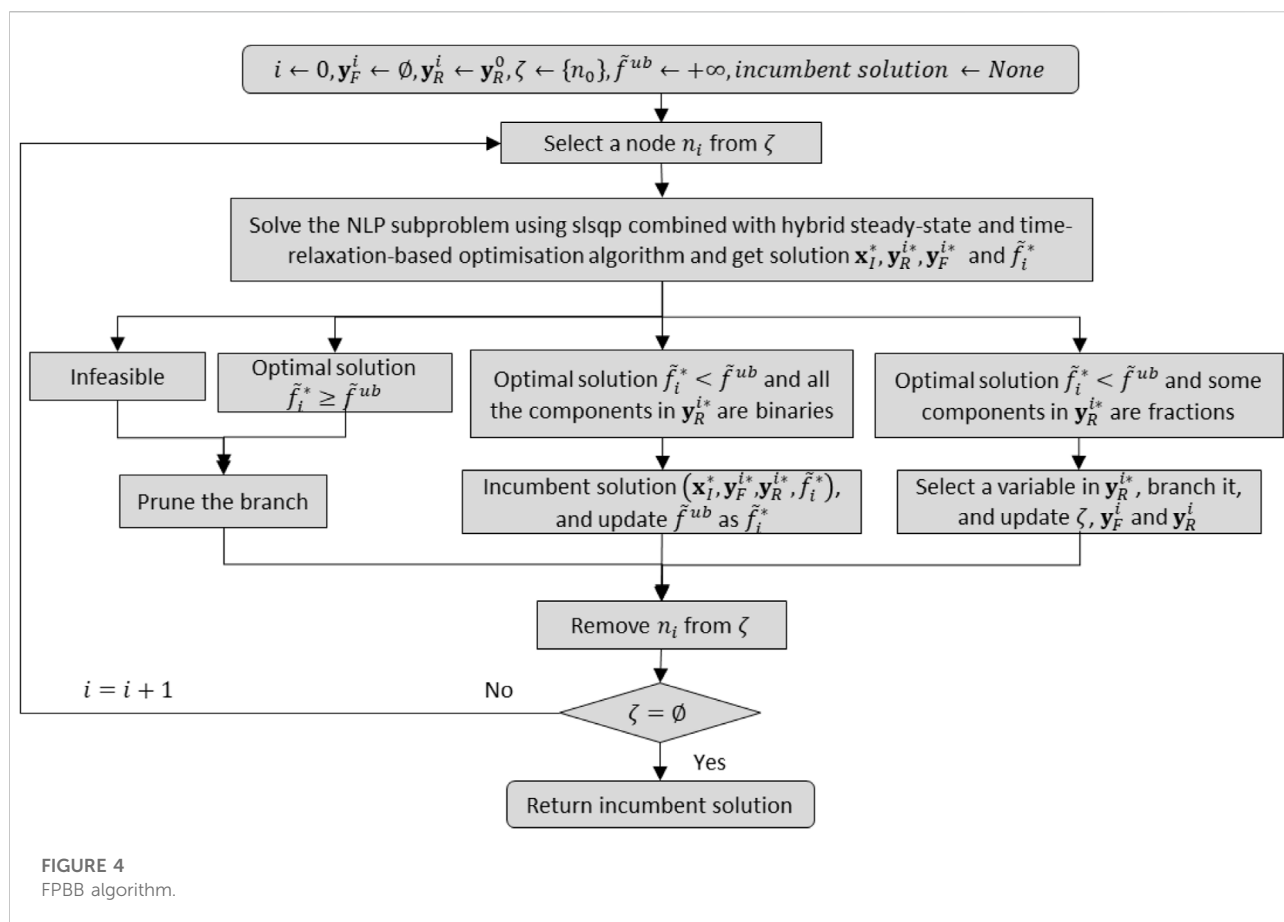 i ← 0, y_F^i ← ∅, y_R^i ← y_R^0, ζ ← {n_0}, f̃^ub ← +∞, incumbent solution ← None
Select a node n_i from ζ
Solve the NLP subproblem using slsqp combined with hybrid steady-state and time-
relaxation-based optimisation algorithm and get solution x_I^*, y_R^i*, y_F^i* and f̃_i^*
Infeasible
Optimal solution
f̃_i^* ≥ f̃^ub
Optimal solution f̃_i^* < f̃^ub and all
the components in y_R^i* are binaries
Optimal solution f̃_i^* < f̃^ub and some
components in y_R^i* are fractions
Prune the branch
Incumbent solution (x_I^*, y_F^i*, y_R^i*, f̃_i^*),
and update f̃^ub as f̃_i^*
Select a variable in y_R^i*, branch it,
and update ζ, y_F^i and y_R^i
Remove n_i from ζ
i = i + 1
No
ζ = ∅
Yes
Return incumbent solution
FIGURE 4
FPBB algorithm.